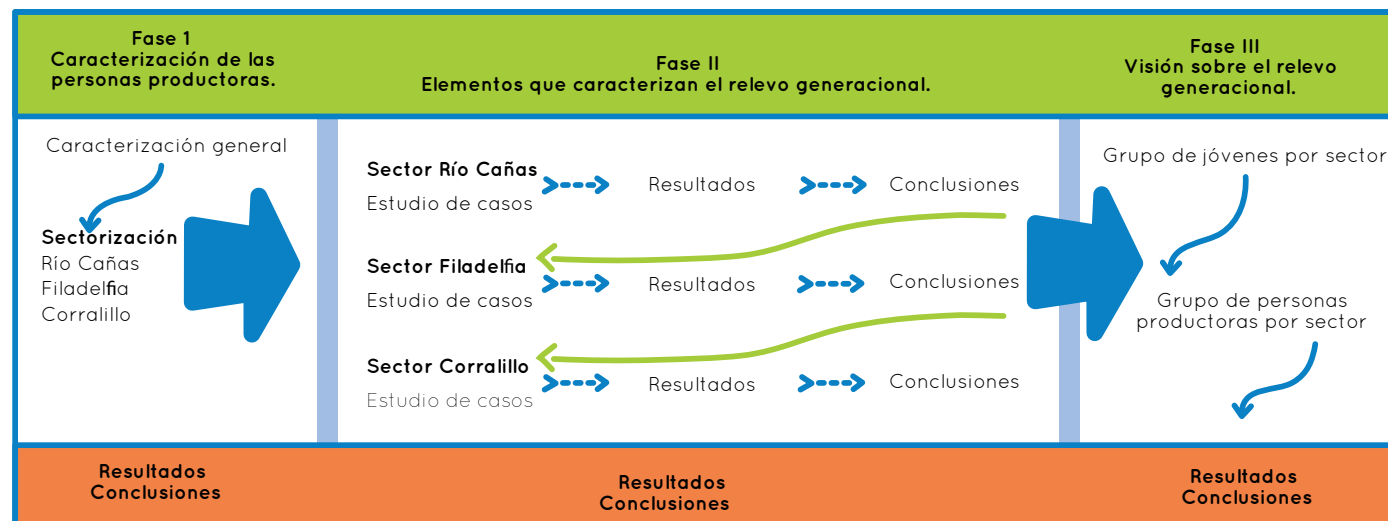 Fase 1
Caracterización de las
personas productoras.
Fase II
Elementos que caracterizan el relevo generacional.
Fase III
Visión sobre el relevo
generacional.
Caracterización general
Sectorización
Río Cañas
Filadelfia
Corralillo
Sector Río Cañas
Estudio de casos
Resultados
Conclusiones
Sector Filadelfia
Estudio de casos
Resultados
Conclusiones
Sector Corralillo
Estudio de casos
Resultados
Conclusiones
Grupo de jóvenes por sector
Grupo de personas
productoras por sector
Resultados
Conclusiones
Resultados
Conclusiones
Resultados
Conclusiones